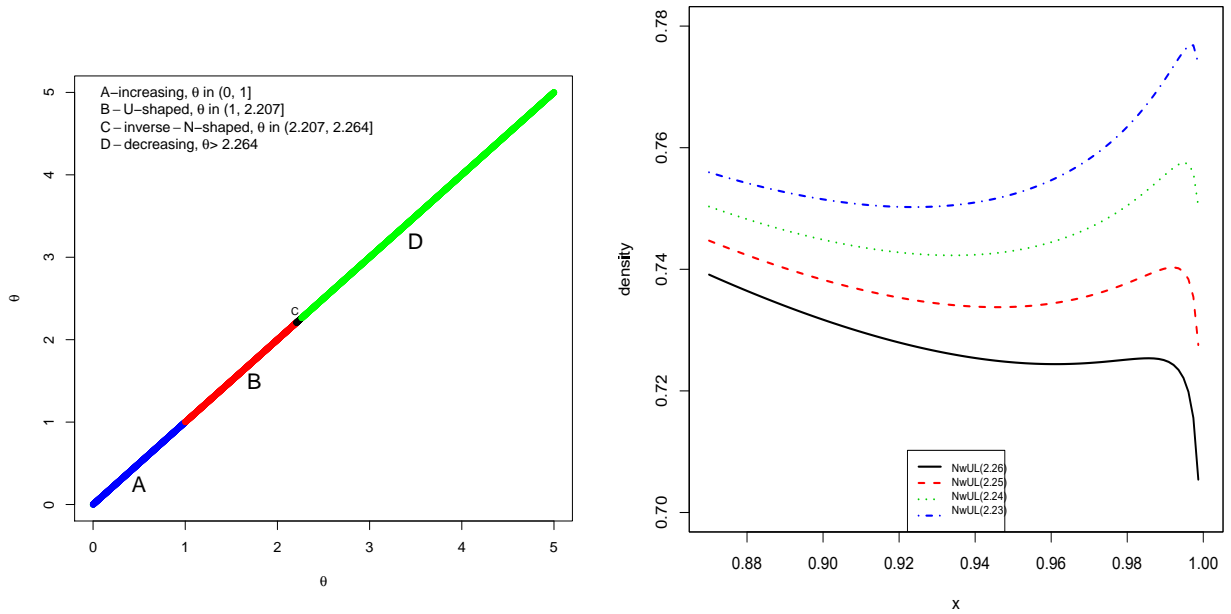 A−increasing, θ in (0, 1]
B − U−shaped, θ in (1, 2.207]
C − inverse − N−shaped, θ in (2.207, 2.264]
D − decreasing, θ> 2.264
D
C
B
A
θ
0
1
2
3
4
5
0 1 2 3 4 5
θ
density
0.70
0.72
0.74
0.76
0.78
NwUL(2.26)
NwUL(2.25)
NwUL(2.24)
NwUL(2.23)
0.88 0.90 0.92 0.94 0.96 0.98 1.00
x